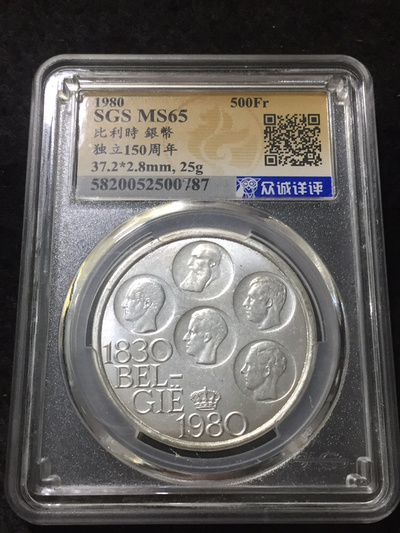 1980 500Fr
SGS MS65
比利時 銀幣
独立150周年
37.2*2.8mm, 25g
5820052500787
众诚详评
1830
BEL-
GIË
1980